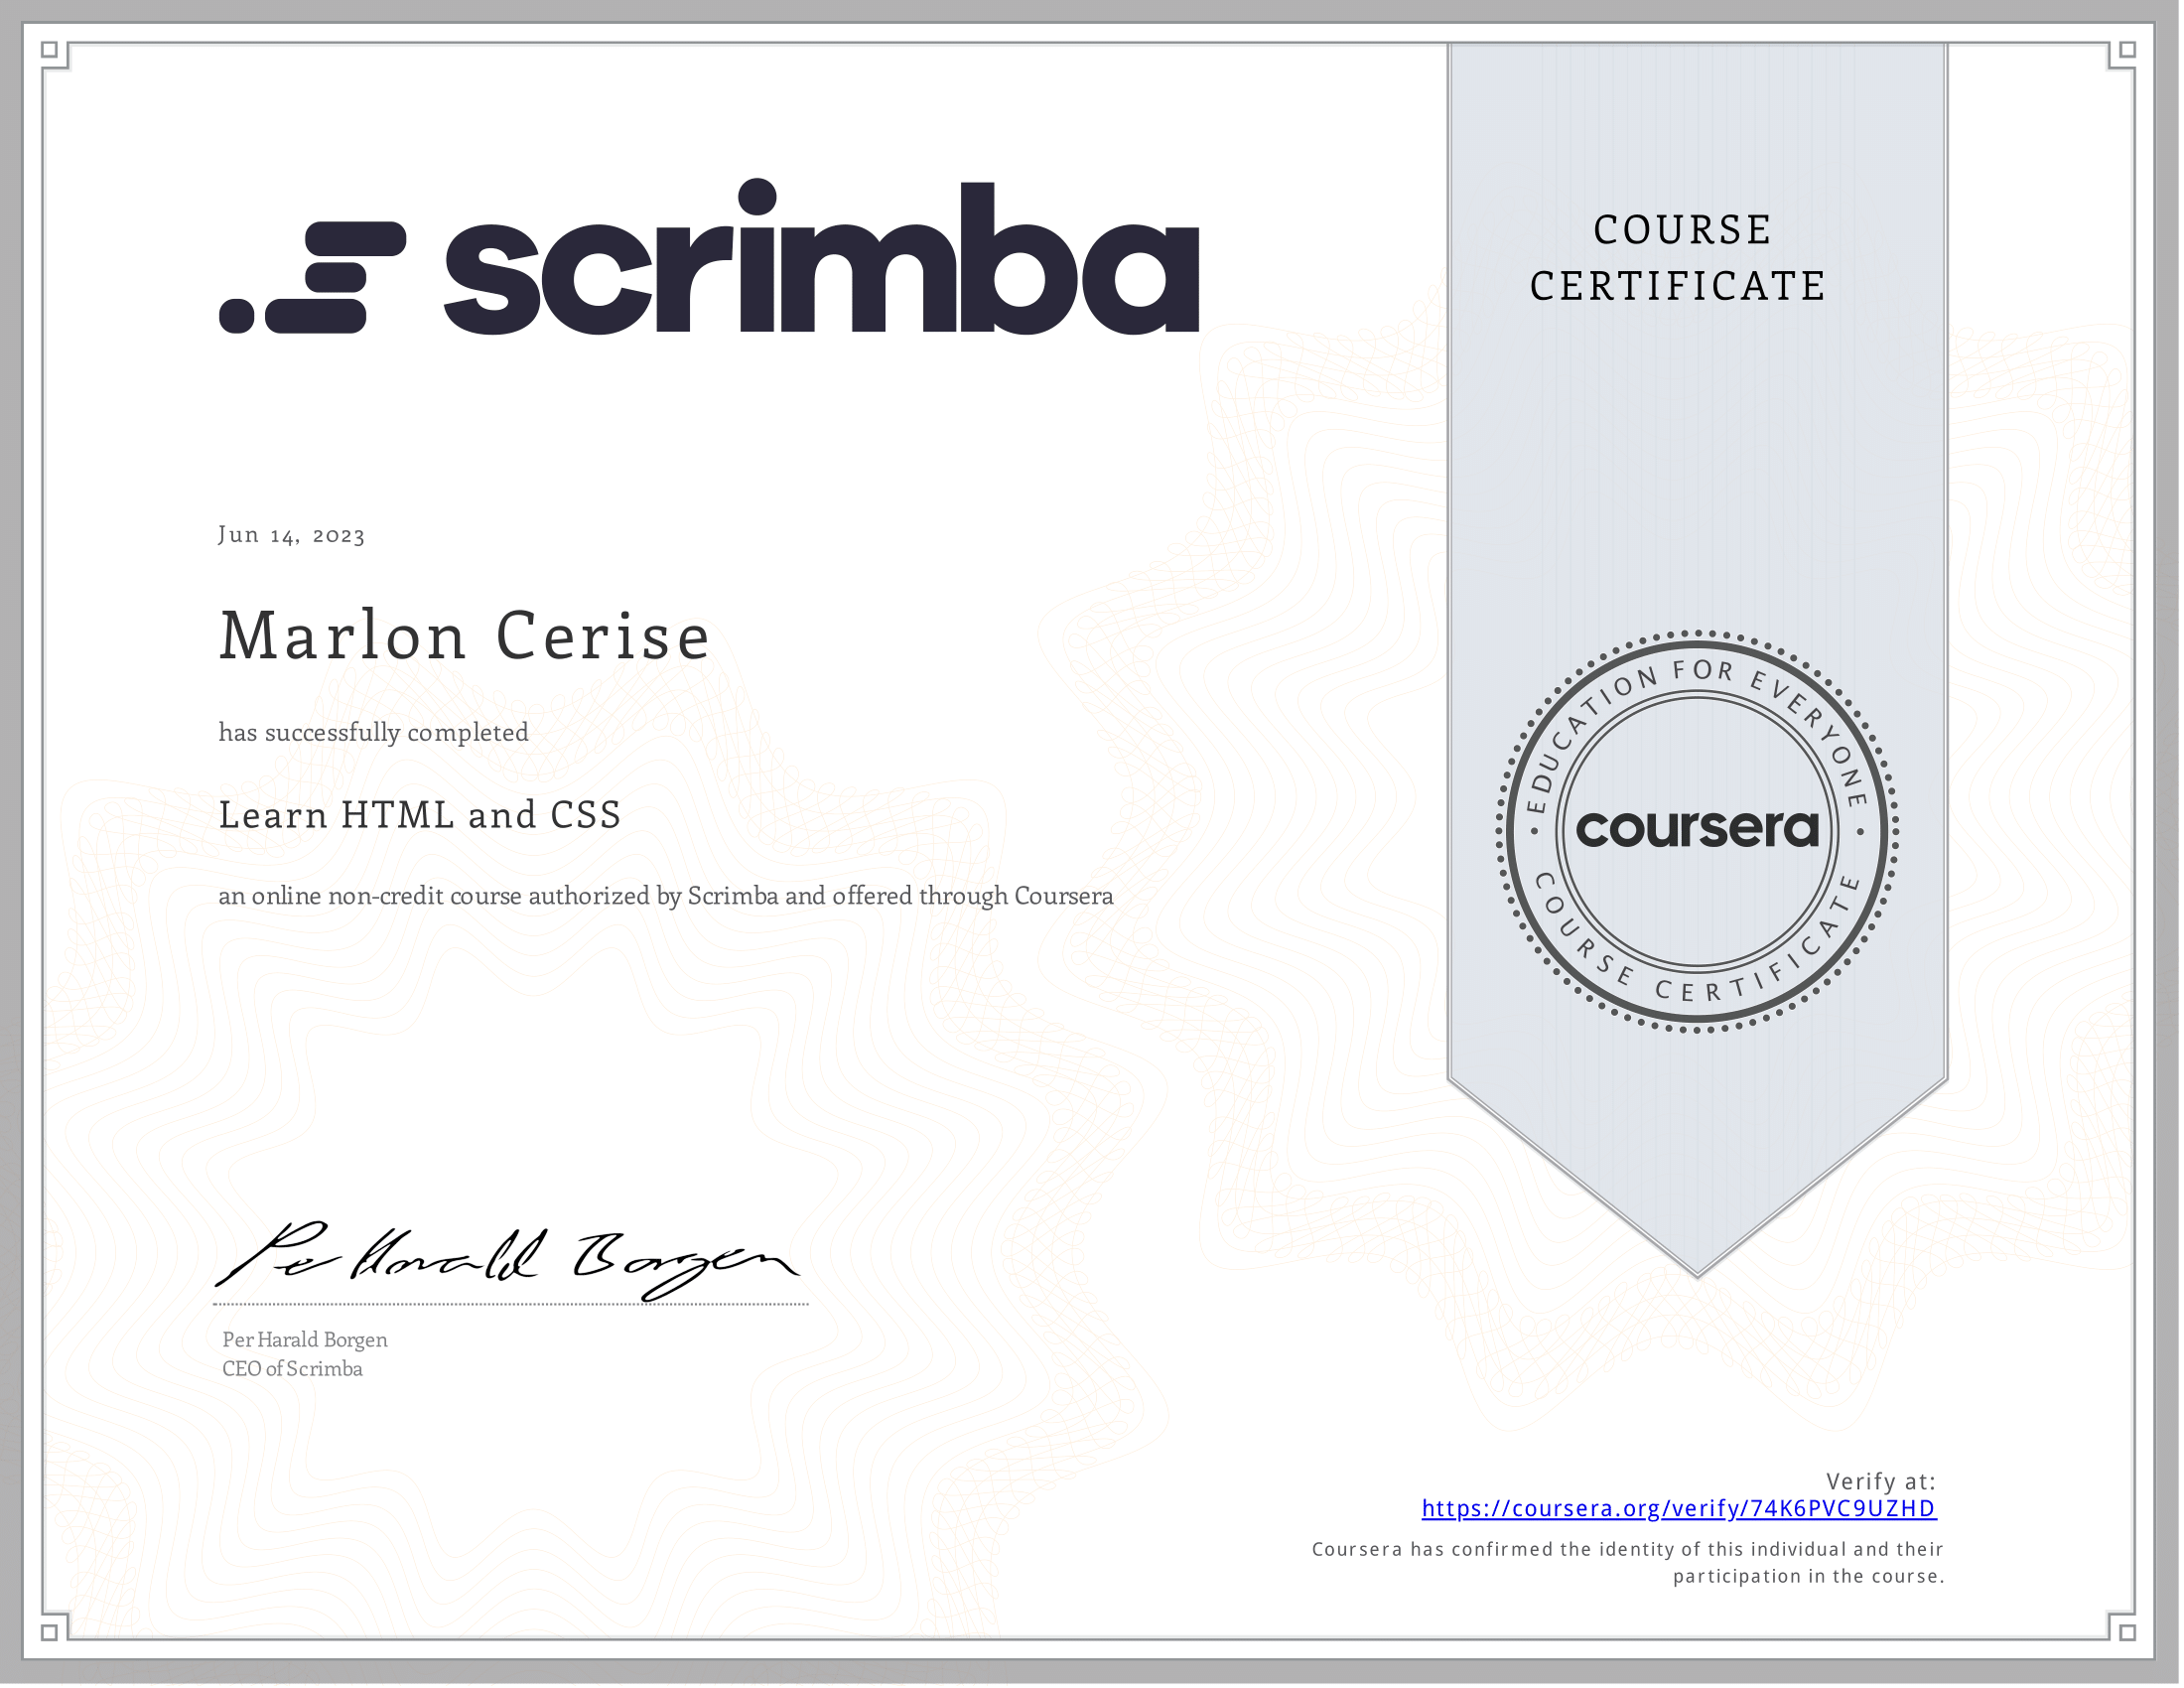 scrimba
COURSE
CERTIFICATE
Jun 14, 2023
Marlon Cerise
has successfully completed
Learn HTML and CSS
an online non-credit course authorized by Scrimba and offered through Coursera
EDUCATION FOR EVERYONE
coursera
COURSE CERTIFICATE
Per Harald Borgen
Per Harald Borgen
CEO of Scrimba
Verify at:
https://coursera.org/verify/74K6PVC9UZHD
Coursera has confirmed the identity of this individual and their
participation in the course.